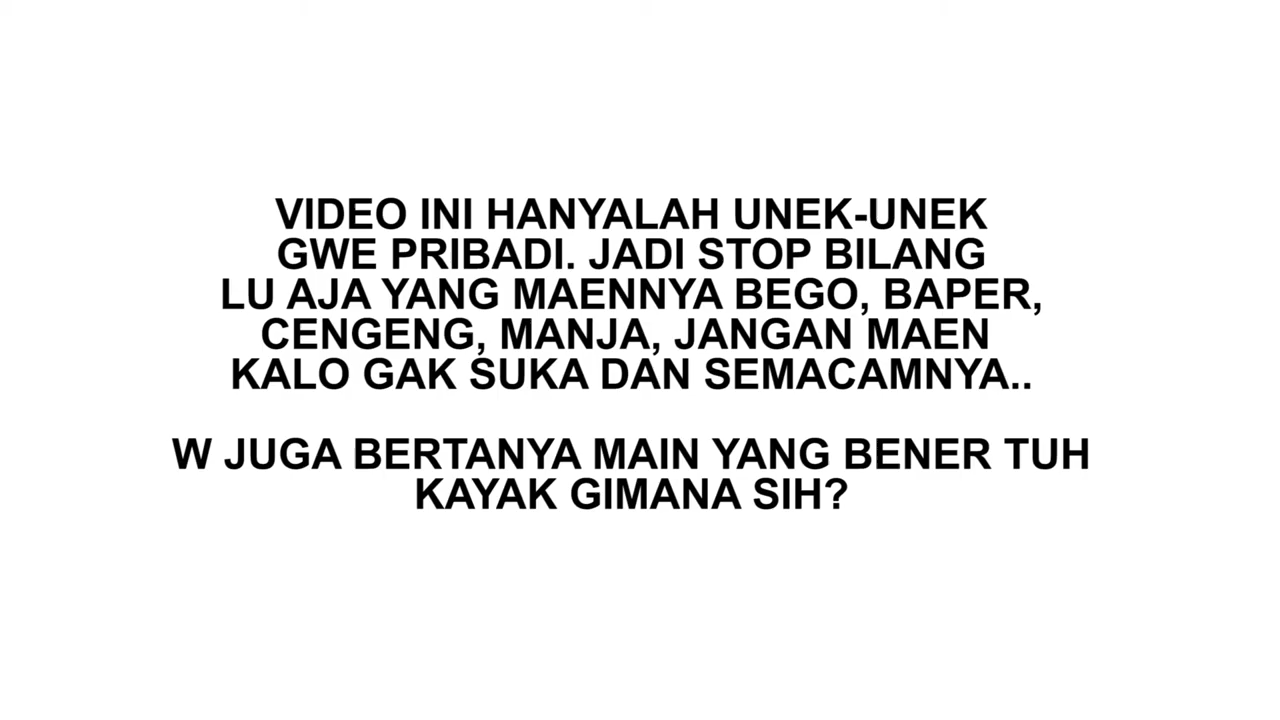 VIDEO INI HANYALAH UNEK-UNEK
GWE PRIBADI. JADI STOP BILANG
LU AJA YANG MAENNYA BEGO, BAPER,
CENGENG, MANJA, JANGAN MAEN
KALO GAK SUKA DAN SEMACAMNYA..
W JUGA BERTANYA MAIN YANG BENER TUH
KAYAK GIMANA SIH?